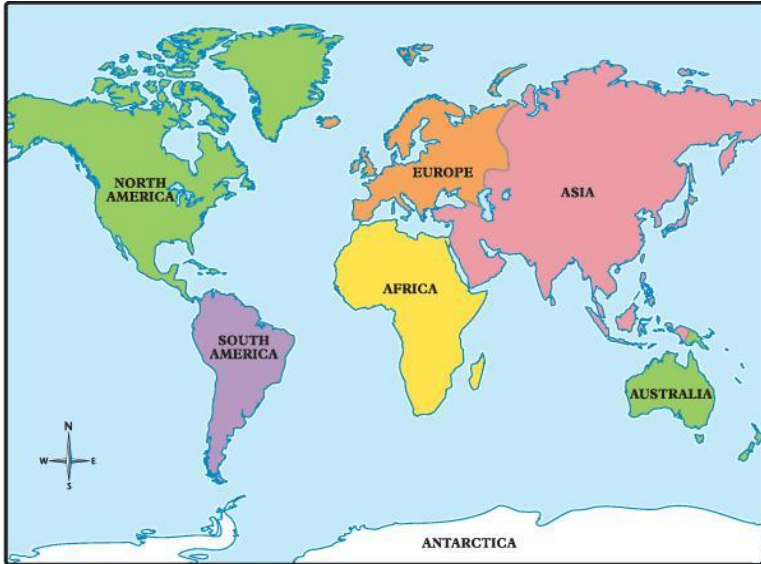 NORTH
AMERICA
EUROPE
ASIA
AFRICA
SOUTH
AMERICA
AUSTRALIA
N
W E
S
ANTARCTICA